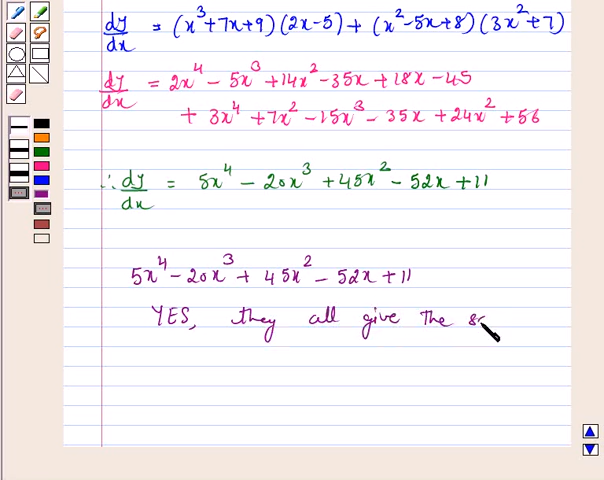 dy/dx = (x³+7x+9)(2x-5)+(x²-5x+8)(3x²+7)
dy/dx = 2x⁴ - 5x³ +14x² -35x +18x -45
+ 3x⁴ +7x² -15x³ - 35x +24x² +56
∴ dy/dx = 5x⁴ - 20x³ +45x² - 52x +11
5x⁴ -20x³ + 45x² - 52x + 11
YES, they all give the